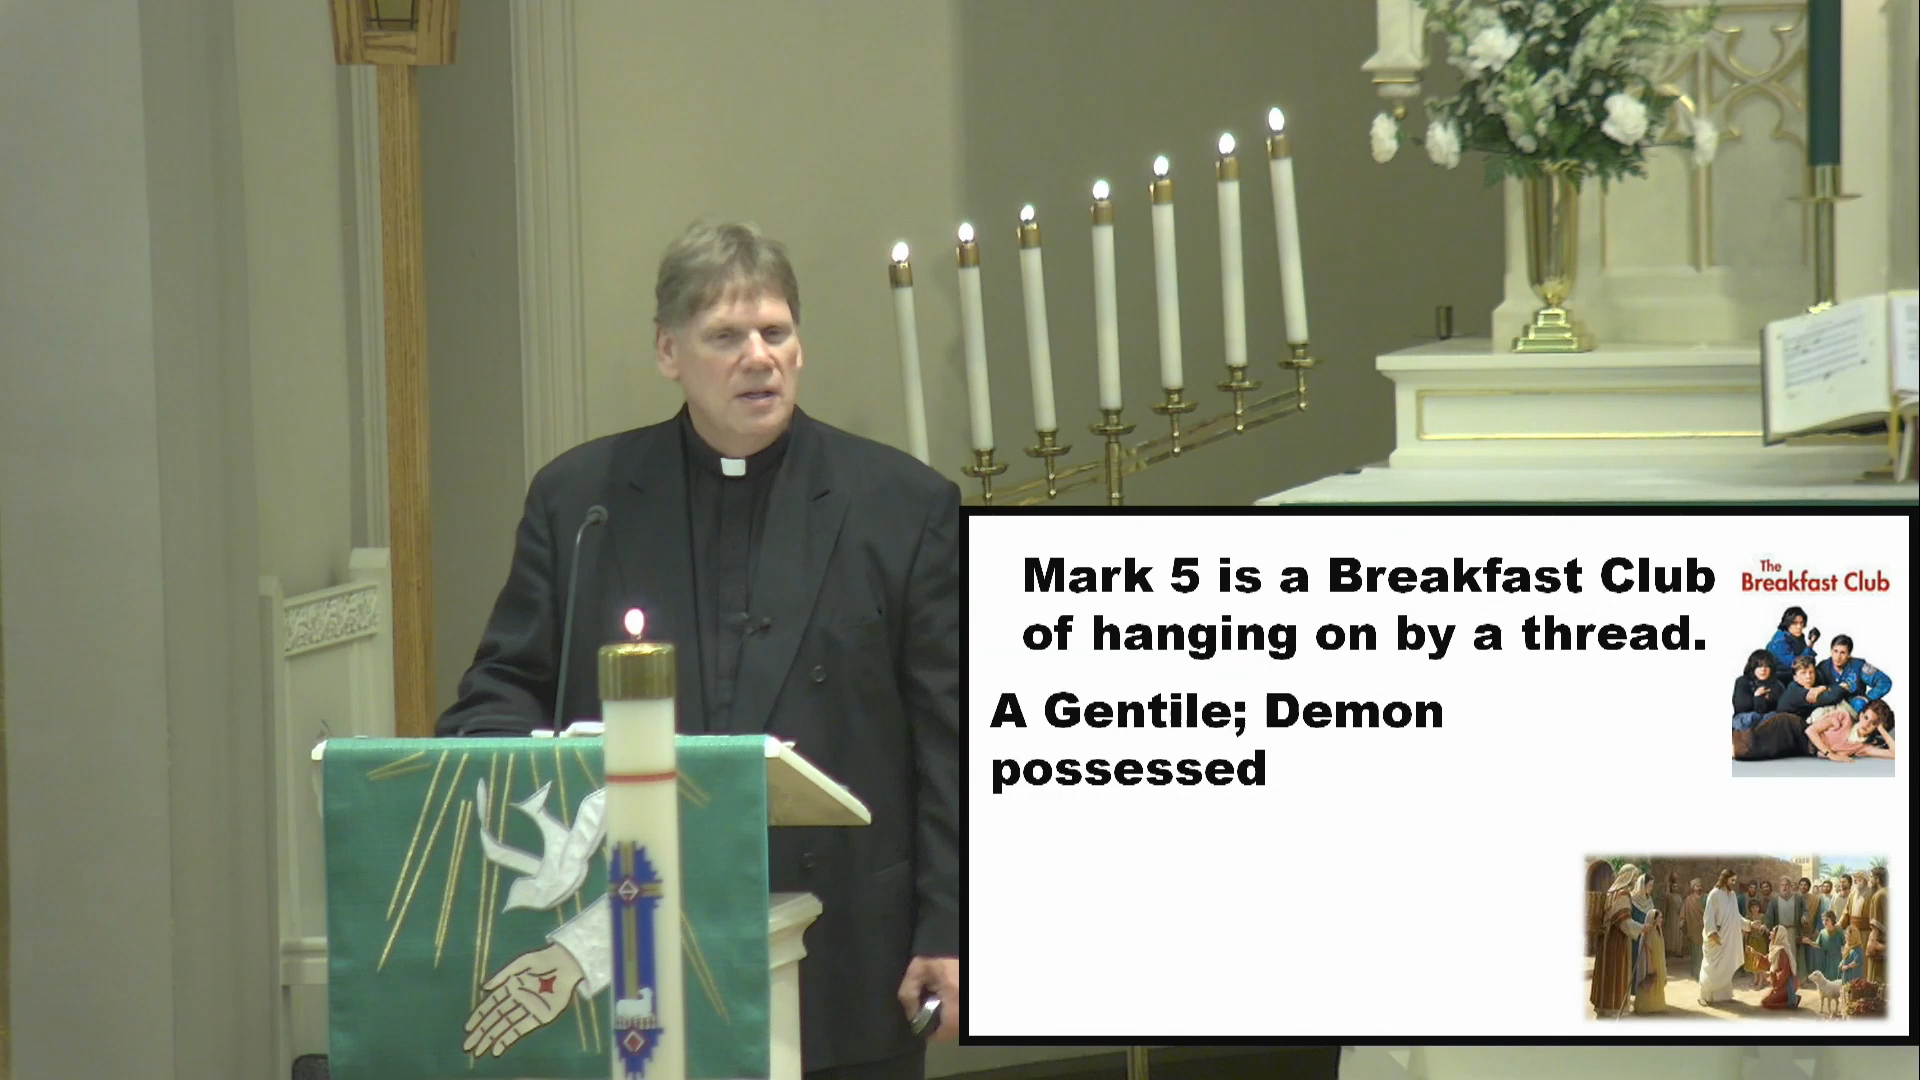 Mark 5 is a Breakfast Club
of hanging on by a thread.
The
Breakfast Club
A Gentile; Demon
possessed